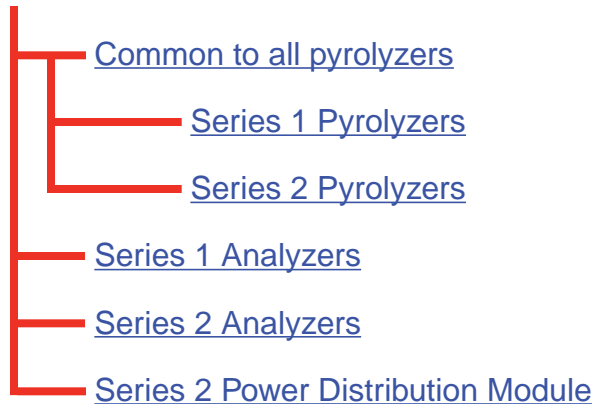 Common to all pyrolyzers
Series 1 Pyrolyzers
Series 2 Pyrolyzers
Series 1 Analyzers
Series 2 Analyzers
Series 2 Power Distribution Module